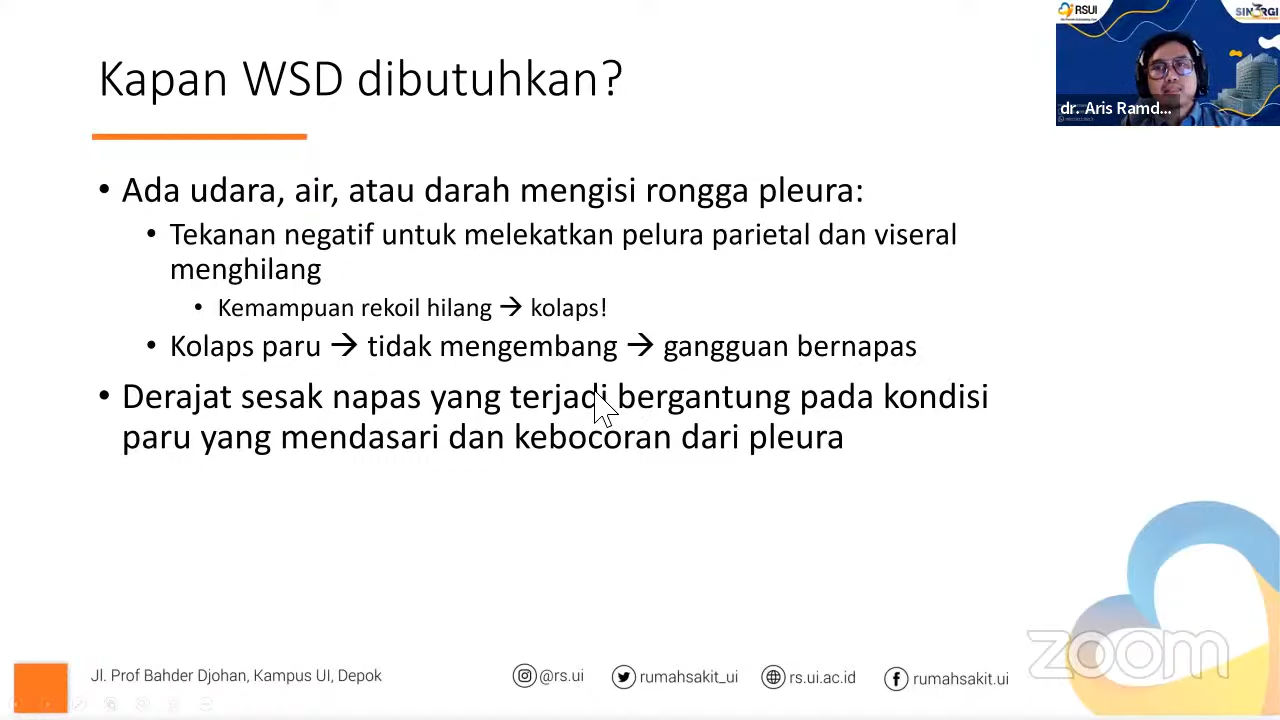 RSUI
SINERGI
dr. Aris Ramd...
Kapan WSD dibutuhkan?
• Ada udara, air, atau darah mengisi rongga pleura:
• Tekanan negatif untuk melekatkan pelura parietal dan viseral
menghilang
• Kemampuan rekoil hilang → kolaps!
• Kolaps paru → tidak mengembang → gangguan bernapas
• Derajat sesak napas yang terjadi bergantung pada kondisi
paru yang mendasari dan kebocoran dari pleura
zoom
Jl. Prof Bahder Djohan, Kampus UI, Depok
@rs.ui
rumahsakit_ui
rs.ui.ac.id
rumahsakit.ui